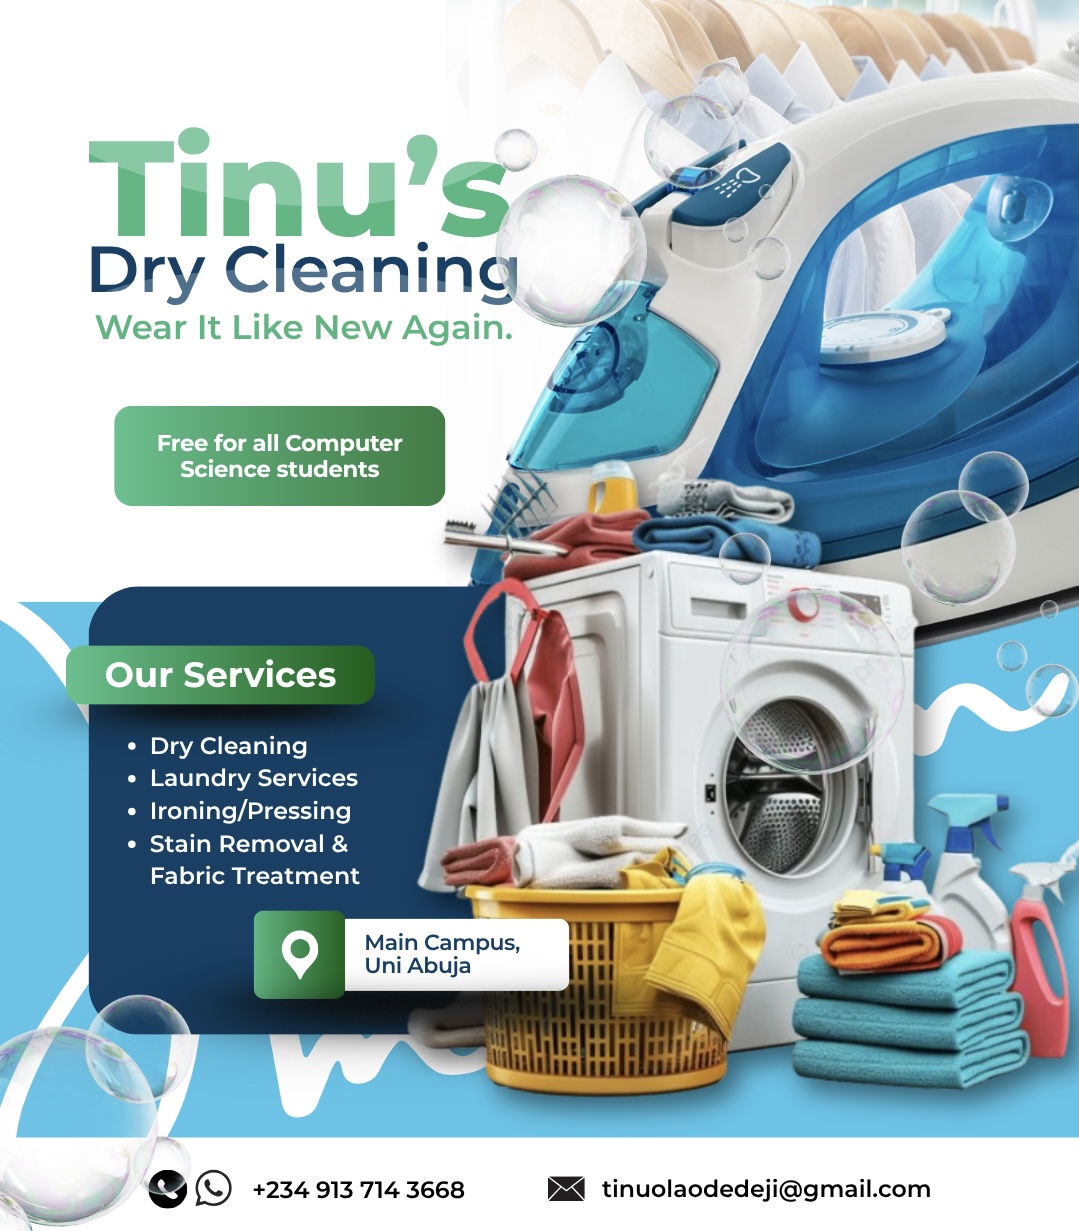 Tinu’s
Dry Cleaning
Wear It Like New Again.
Free for all Computer
Science students
Our Services
• Dry Cleaning
• Laundry Services
• Ironing/Pressing
• Stain Removal &
Fabric Treatment
Main Campus,
Uni Abuja
+234 913 714 3668
tinuolaodedeji@gmail.com